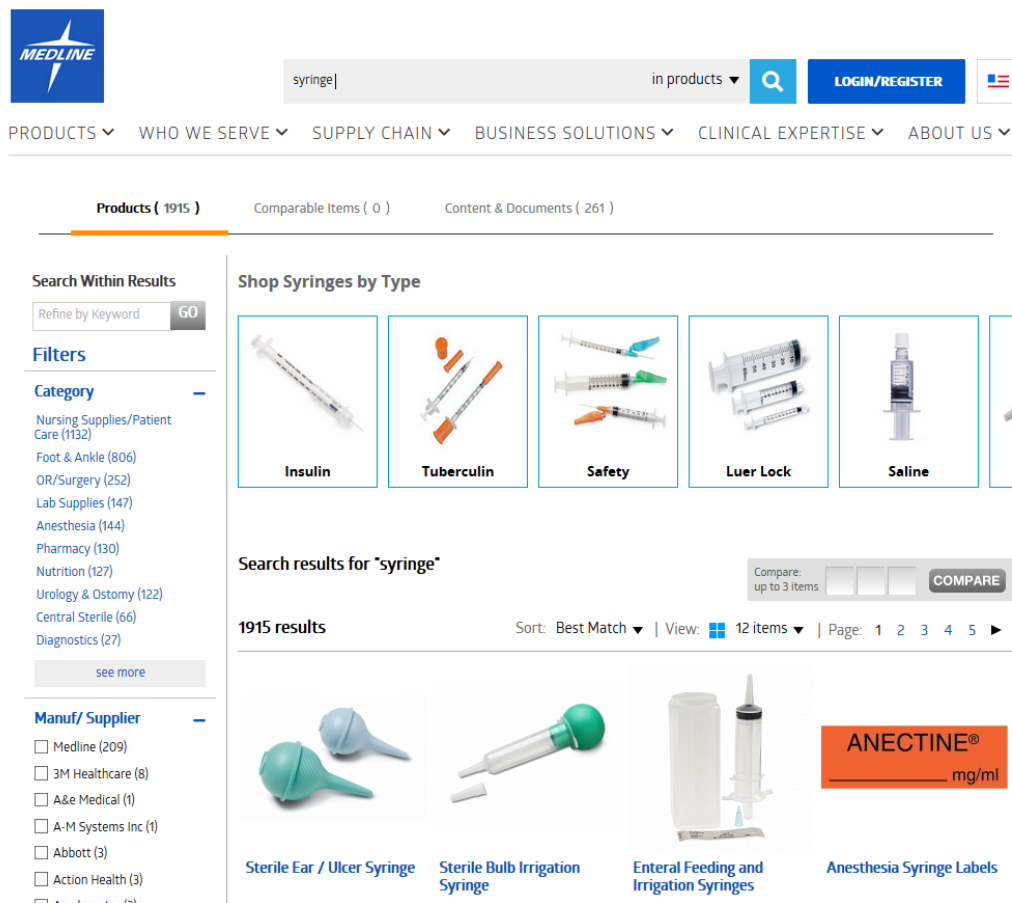 MEDLINE
syringe
in products
LOGIN/REGISTER
PRODUCTS WHO WE SERVE SUPPLY CHAIN BUSINESS SOLUTIONS CLINICAL EXPERTISE ABOUT US
Products ( 1915 ) Comparable Items ( 0 ) Content & Documents ( 261 )
Search Within Results
Refine by Keyword GO
Filters
Category
Nursing Supplies/Patient
Care (1132)
Foot & Ankle (806)
OR/Surgery (252)
Lab Supplies (147)
Anesthesia (144)
Pharmacy (130)
Nutrition (127)
Urology & Ostomy (122)
Central Sterile (66)
Diagnostics (27)
see more
Manuf/ Supplier
Medline (209)
3M Healthcare (8)
A&e Medical (1)
A-M Systems Inc (1)
Abbott (3)
Action Health (3)
Shop Syringes by Type
Insulin
Tuberculin
Safety
Luer Lock
Saline
Search results for "syringe"
Compare:
up to 3 items
COMPARE
1915 results
Sort: Best Match | View: 12 items | Page: 1 2 3 4 5
ANECTINE®
mg/ml
Sterile Ear / Ulcer Syringe
Sterile Bulb Irrigation
Syringe
Enteral Feeding and
Irrigation Syringes
Anesthesia Syringe Labels